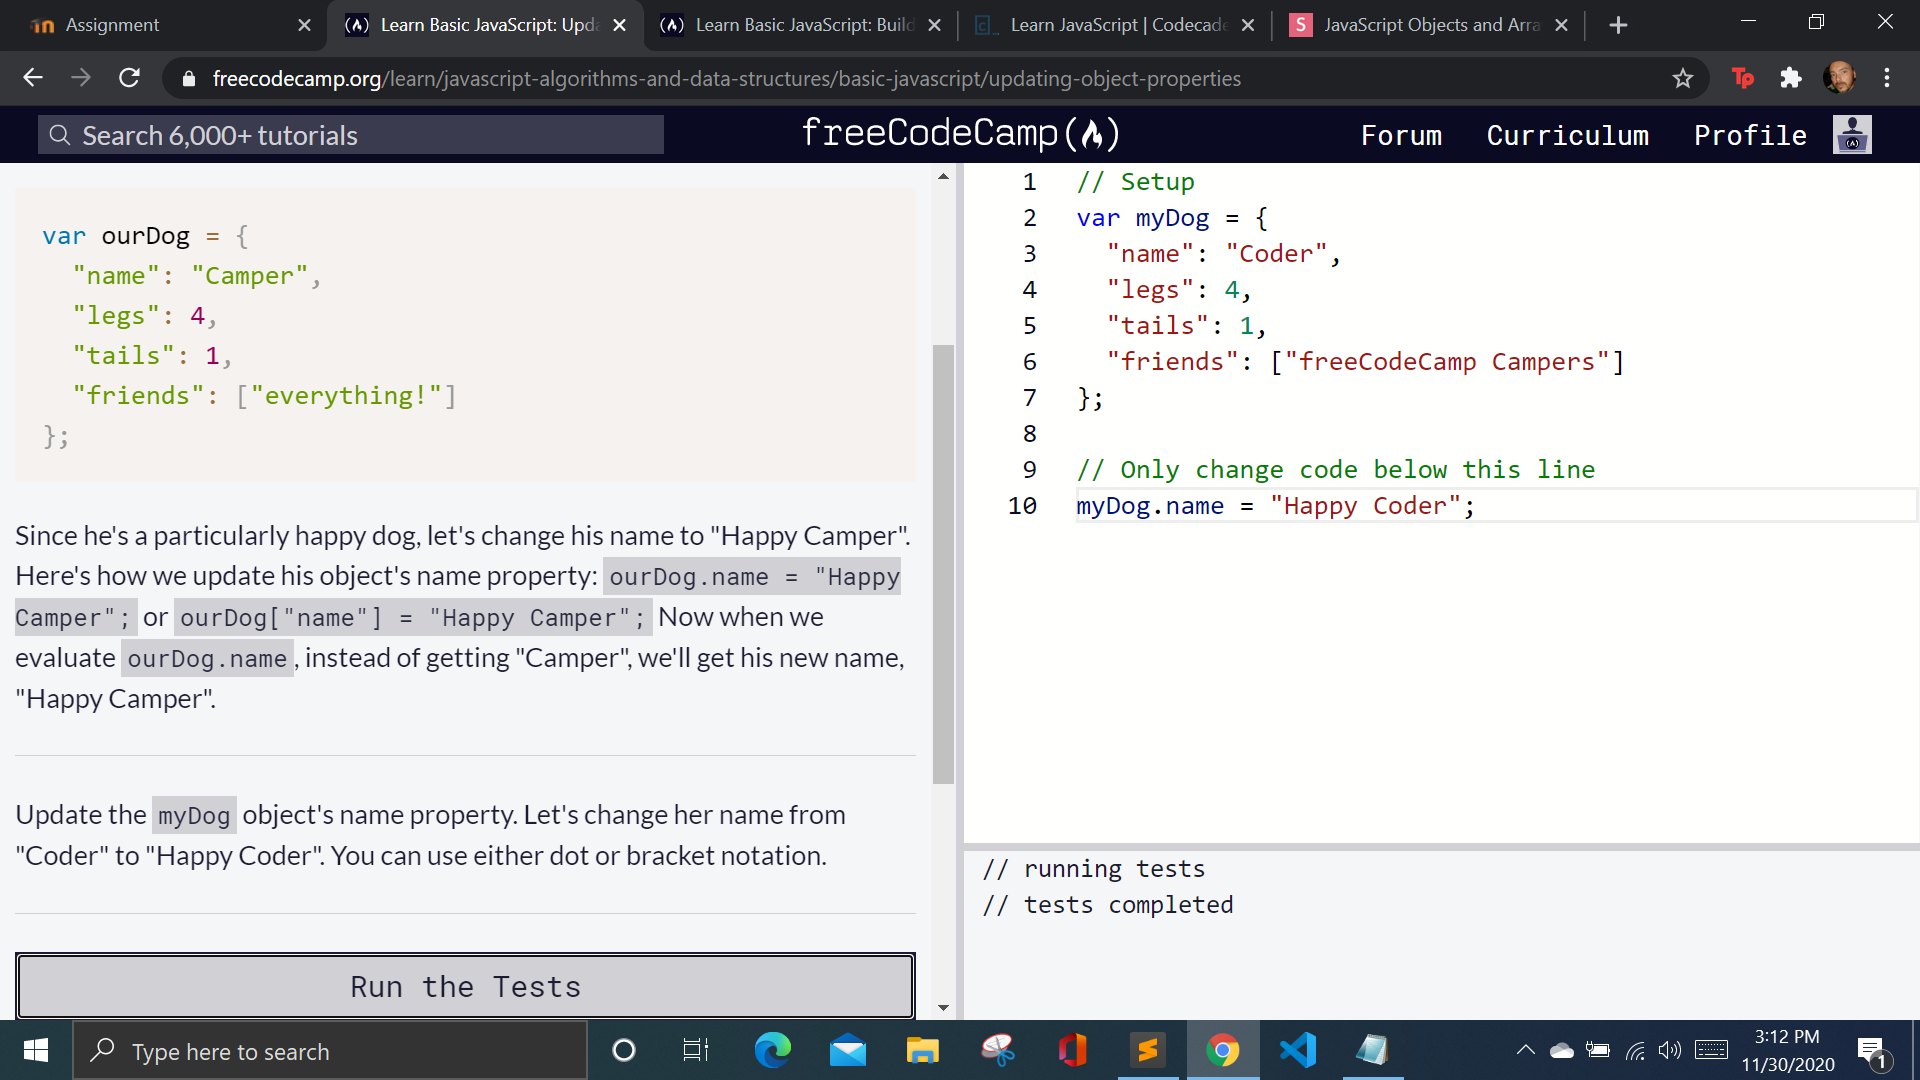 Assignment
Learn Basic JavaScript: Upda
Learn Basic JavaScript: Build
Learn JavaScript | Codecade
JavaScript Objects and Arra
freecodecamp.org/learn/javascript-algorithms-and-data-structures/basic-javascript/updating-object-properties
Search 6,000+ tutorials
freeCodeCamp
Forum
Curriculum
Profile
var ourDog = {
"name": "Camper",
"legs": 4,
"tails": 1,
"friends": ["everything!"]
};
Since he's a particularly happy dog, let's change his name to "Happy Camper".
Here's how we update his object's name property: ourDog.name = "Happy
Camper"; or ourDog["name"] = "Happy Camper"; Now when we
evaluate ourDog.name, instead of getting "Camper", we'll get his new name,
"Happy Camper".
Update the myDog object's name property. Let's change her name from
"Coder" to "Happy Coder". You can use either dot or bracket notation.
Run the Tests
1 // Setup
2 var myDog = {
3 "name": "Coder",
4 "legs": 4,
5 "tails": 1,
6 "friends": ["freeCodeCamp Campers"]
7 };
8
9 // Only change code below this line
10 myDog.name = "Happy Coder";
// running tests
// tests completed
Type here to search
3:12 PM
11/30/2020
1